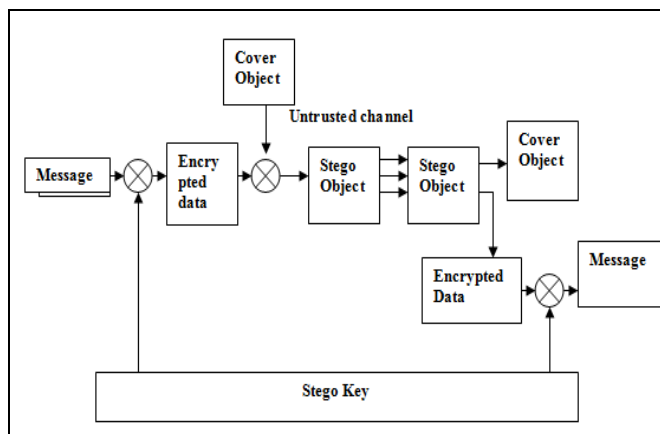 Cover
Object
Untrusted channel
Message
Encry
pted
data
Stego
Object
Stego
Object
Cover
Object
Encrypted
Data
Message
Stego Key